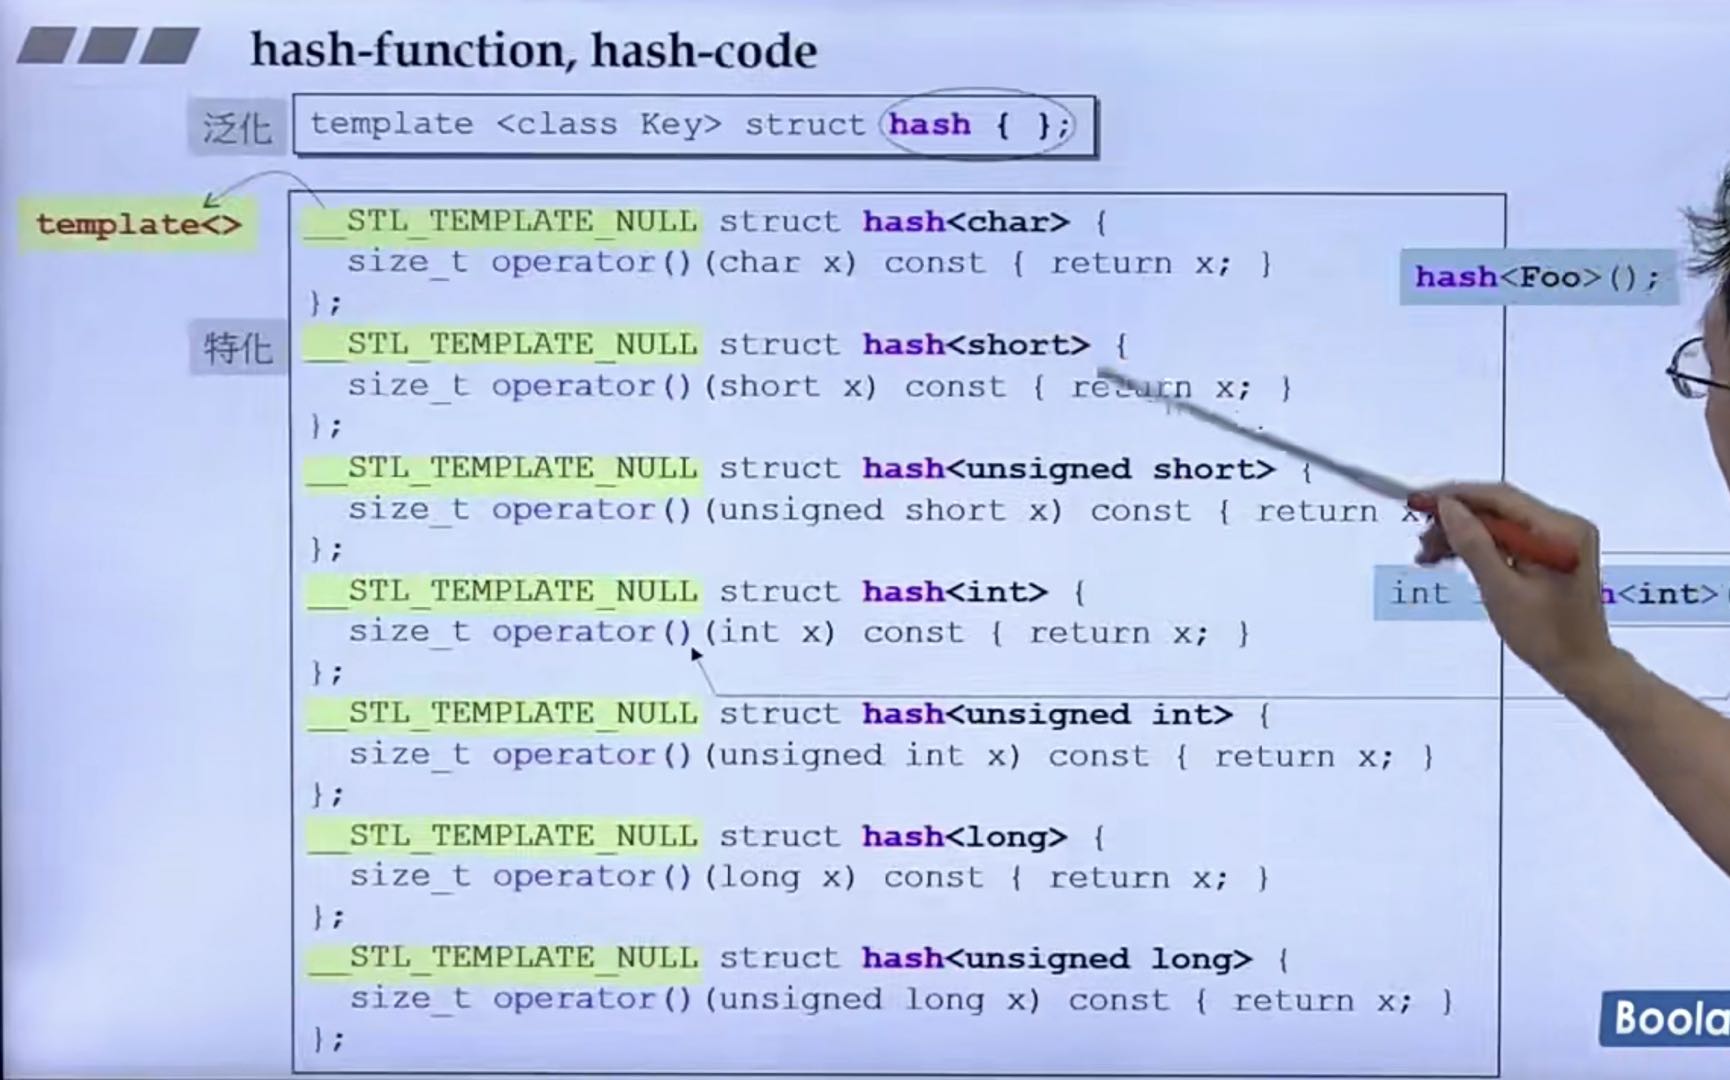 hash-function, hash-code
泛化
template <class Key> struct hash { };
template<>
__STL_TEMPLATE_NULL struct hash<char> {
size_t operator()(char x) const { return x; }
};
hash<Foo>();
特化
__STL_TEMPLATE_NULL struct hash<short> {
size_t operator()(short x) const { return x; }
};
__STL_TEMPLATE_NULL struct hash<unsigned short> {
size_t operator()(unsigned short x) const { return x;
};
__STL_TEMPLATE_NULL struct hash<int> {
size_t operator()(int x) const { return x; }
};
int h<int>
__STL_TEMPLATE_NULL struct hash<unsigned int> {
size_t operator()(unsigned int x) const { return x; }
};
__STL_TEMPLATE_NULL struct hash<long> {
size_t operator()(long x) const { return x; }
};
__STL_TEMPLATE_NULL struct hash<unsigned long> {
size_t operator()(unsigned long x) const { return x; }
};
Boola